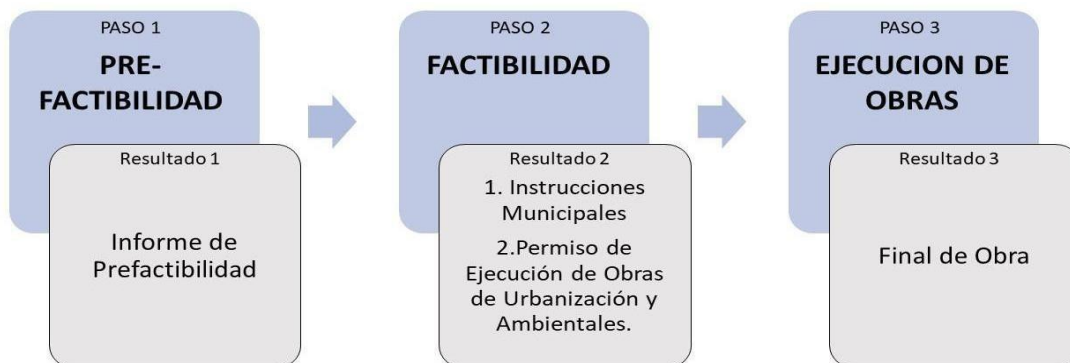 PASO 1
PRE-
FACTIBILIDAD
Resultado 1
Informe de
Prefactibilidad
PASO 2
FACTIBILIDAD
Resultado 2
1. Instrucciones
Municipales
2.Permiso de
Ejecución de Obras
de Urbanización y
Ambientales.
PASO 3
EJECUCION DE
OBRAS
Resultado 3
Final de Obra